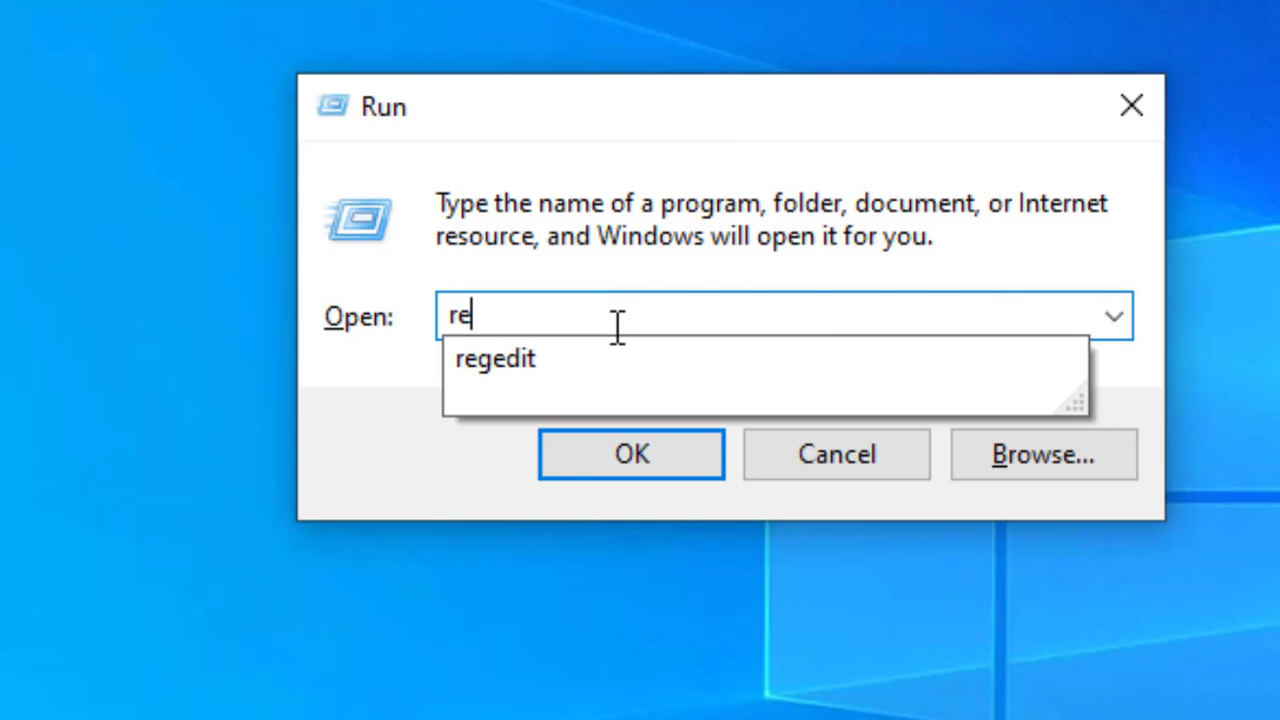 Run
Type the name of a program, folder, document, or Internet
resource, and Windows will open it for you.
Open: re
regedit
OK Cancel Browse...